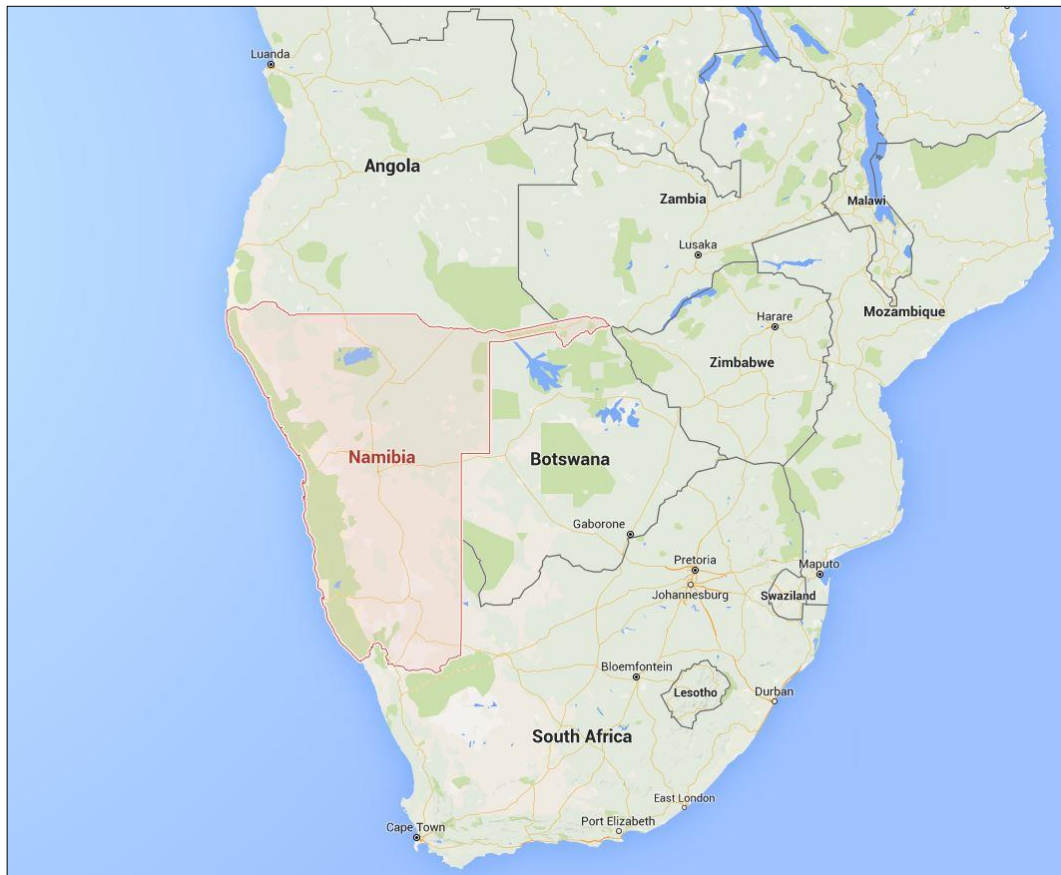 Luanda
Angola
Zambia
Malawi
Lusaka
Mozambique
Harare
Zimbabwe
Namibia
Botswana
Gaborone
Pretoria
Maputo
Johannesburg
Swaziland
Bloemfontein
Lesotho
Durban
South Africa
East London
Port Elizabeth
Cape Town